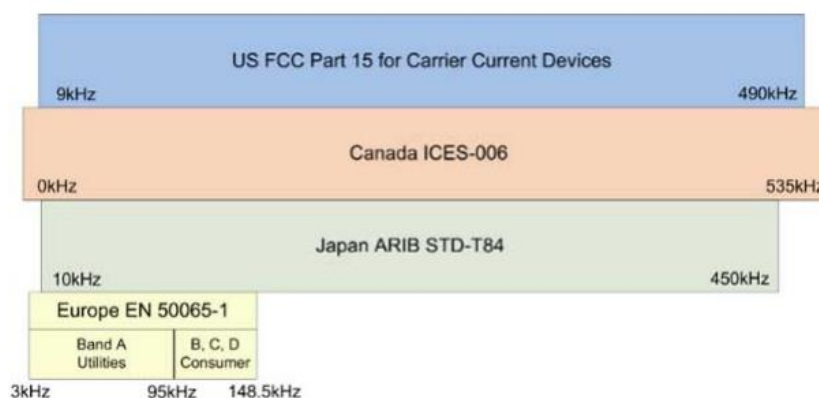 US FCC Part 15 for Carrier Current Devices
9kHz 490kHz
Canada ICES-006
0kHz 535kHz
Japan ARIB STD-T84
10kHz 450kHz
Europe EN 50065-1
Band A
Utilities
B, C, D
Consumer
3kHz 95kHz 148.5kHz